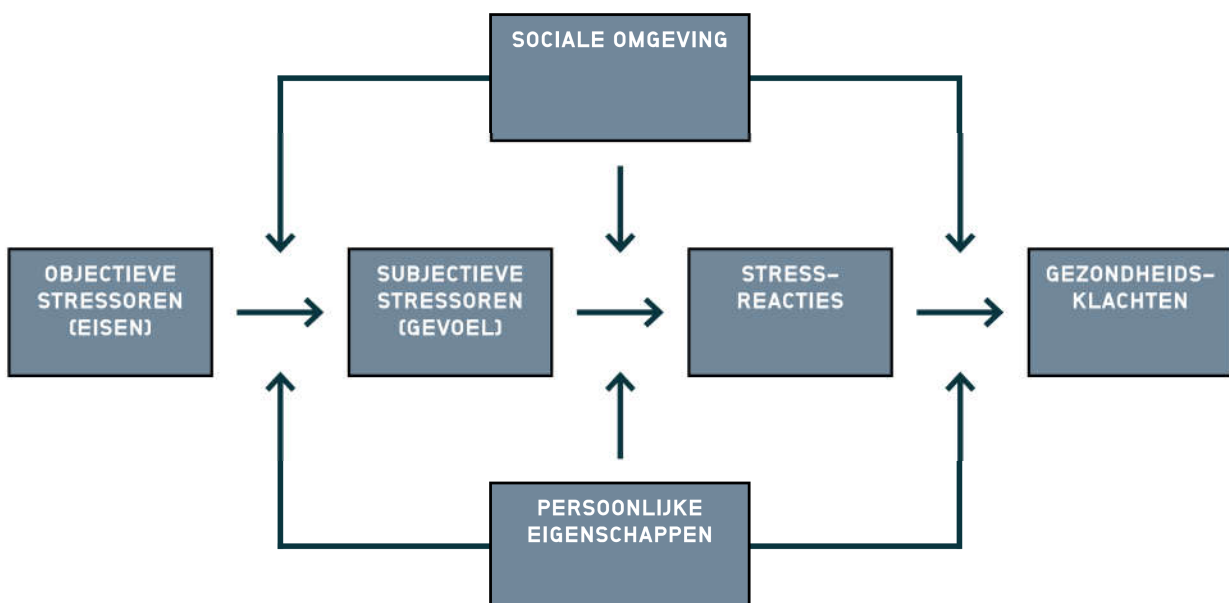 SOCIALE OMGEVING
OBJECTIEVE
STRESSOREN
(EISEN)
SUBJECTIEVE
STRESSOREN
(GEVOEL)
STRESS-
REACTIES
GEZONDHEIDS-
KLACHTEN
PERSOONLIJKE
EIGENSCHAPPEN